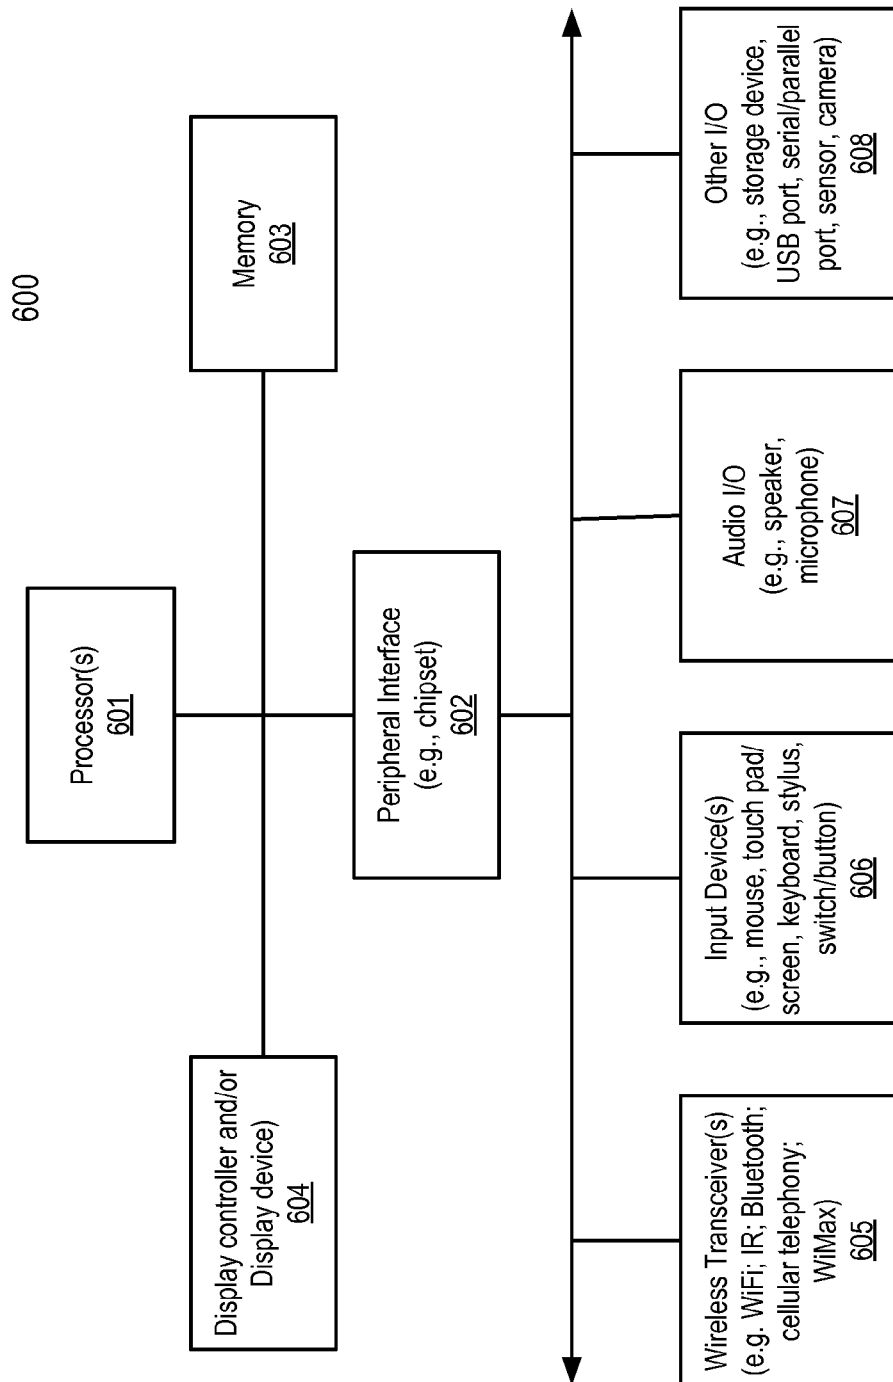 600
Processor(s)
601
Display controller and/or
Display device)
604
Memory
603
Peripheral Interface
(e.g., chipset)
602
Wireless Transceiver(s)
(e.g. WiFi; IR; Bluetooth;
cellular telephony;
WiMax)
605
Input Device(s)
(e.g., mouse, touch pad/
screen, keyboard, stylus,
switch/button)
606
Audio I/O
(e.g., speaker,
microphone)
607
Other I/O
(e.g., storage device,
USB port, serial/parallel
port, sensor, camera)
608